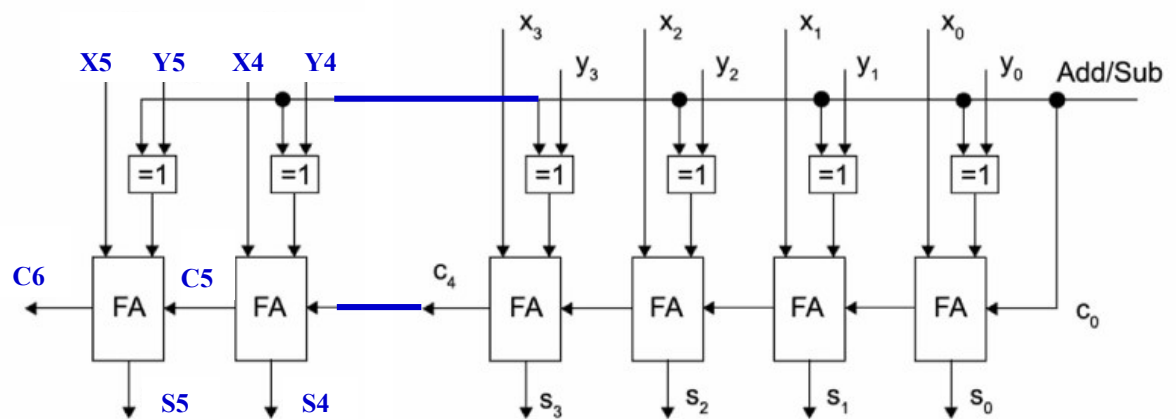 x₃ x₂ x₁ x₀
X5 Y5 X4 Y4 y₃ y₂ y₁ y₀ Add/Sub
=1 =1 =1 =1 =1 =1
C6 FA C5 FA c₄ FA FA FA FA c₀
S5 S4 s₃ s₂ s₁ s₀